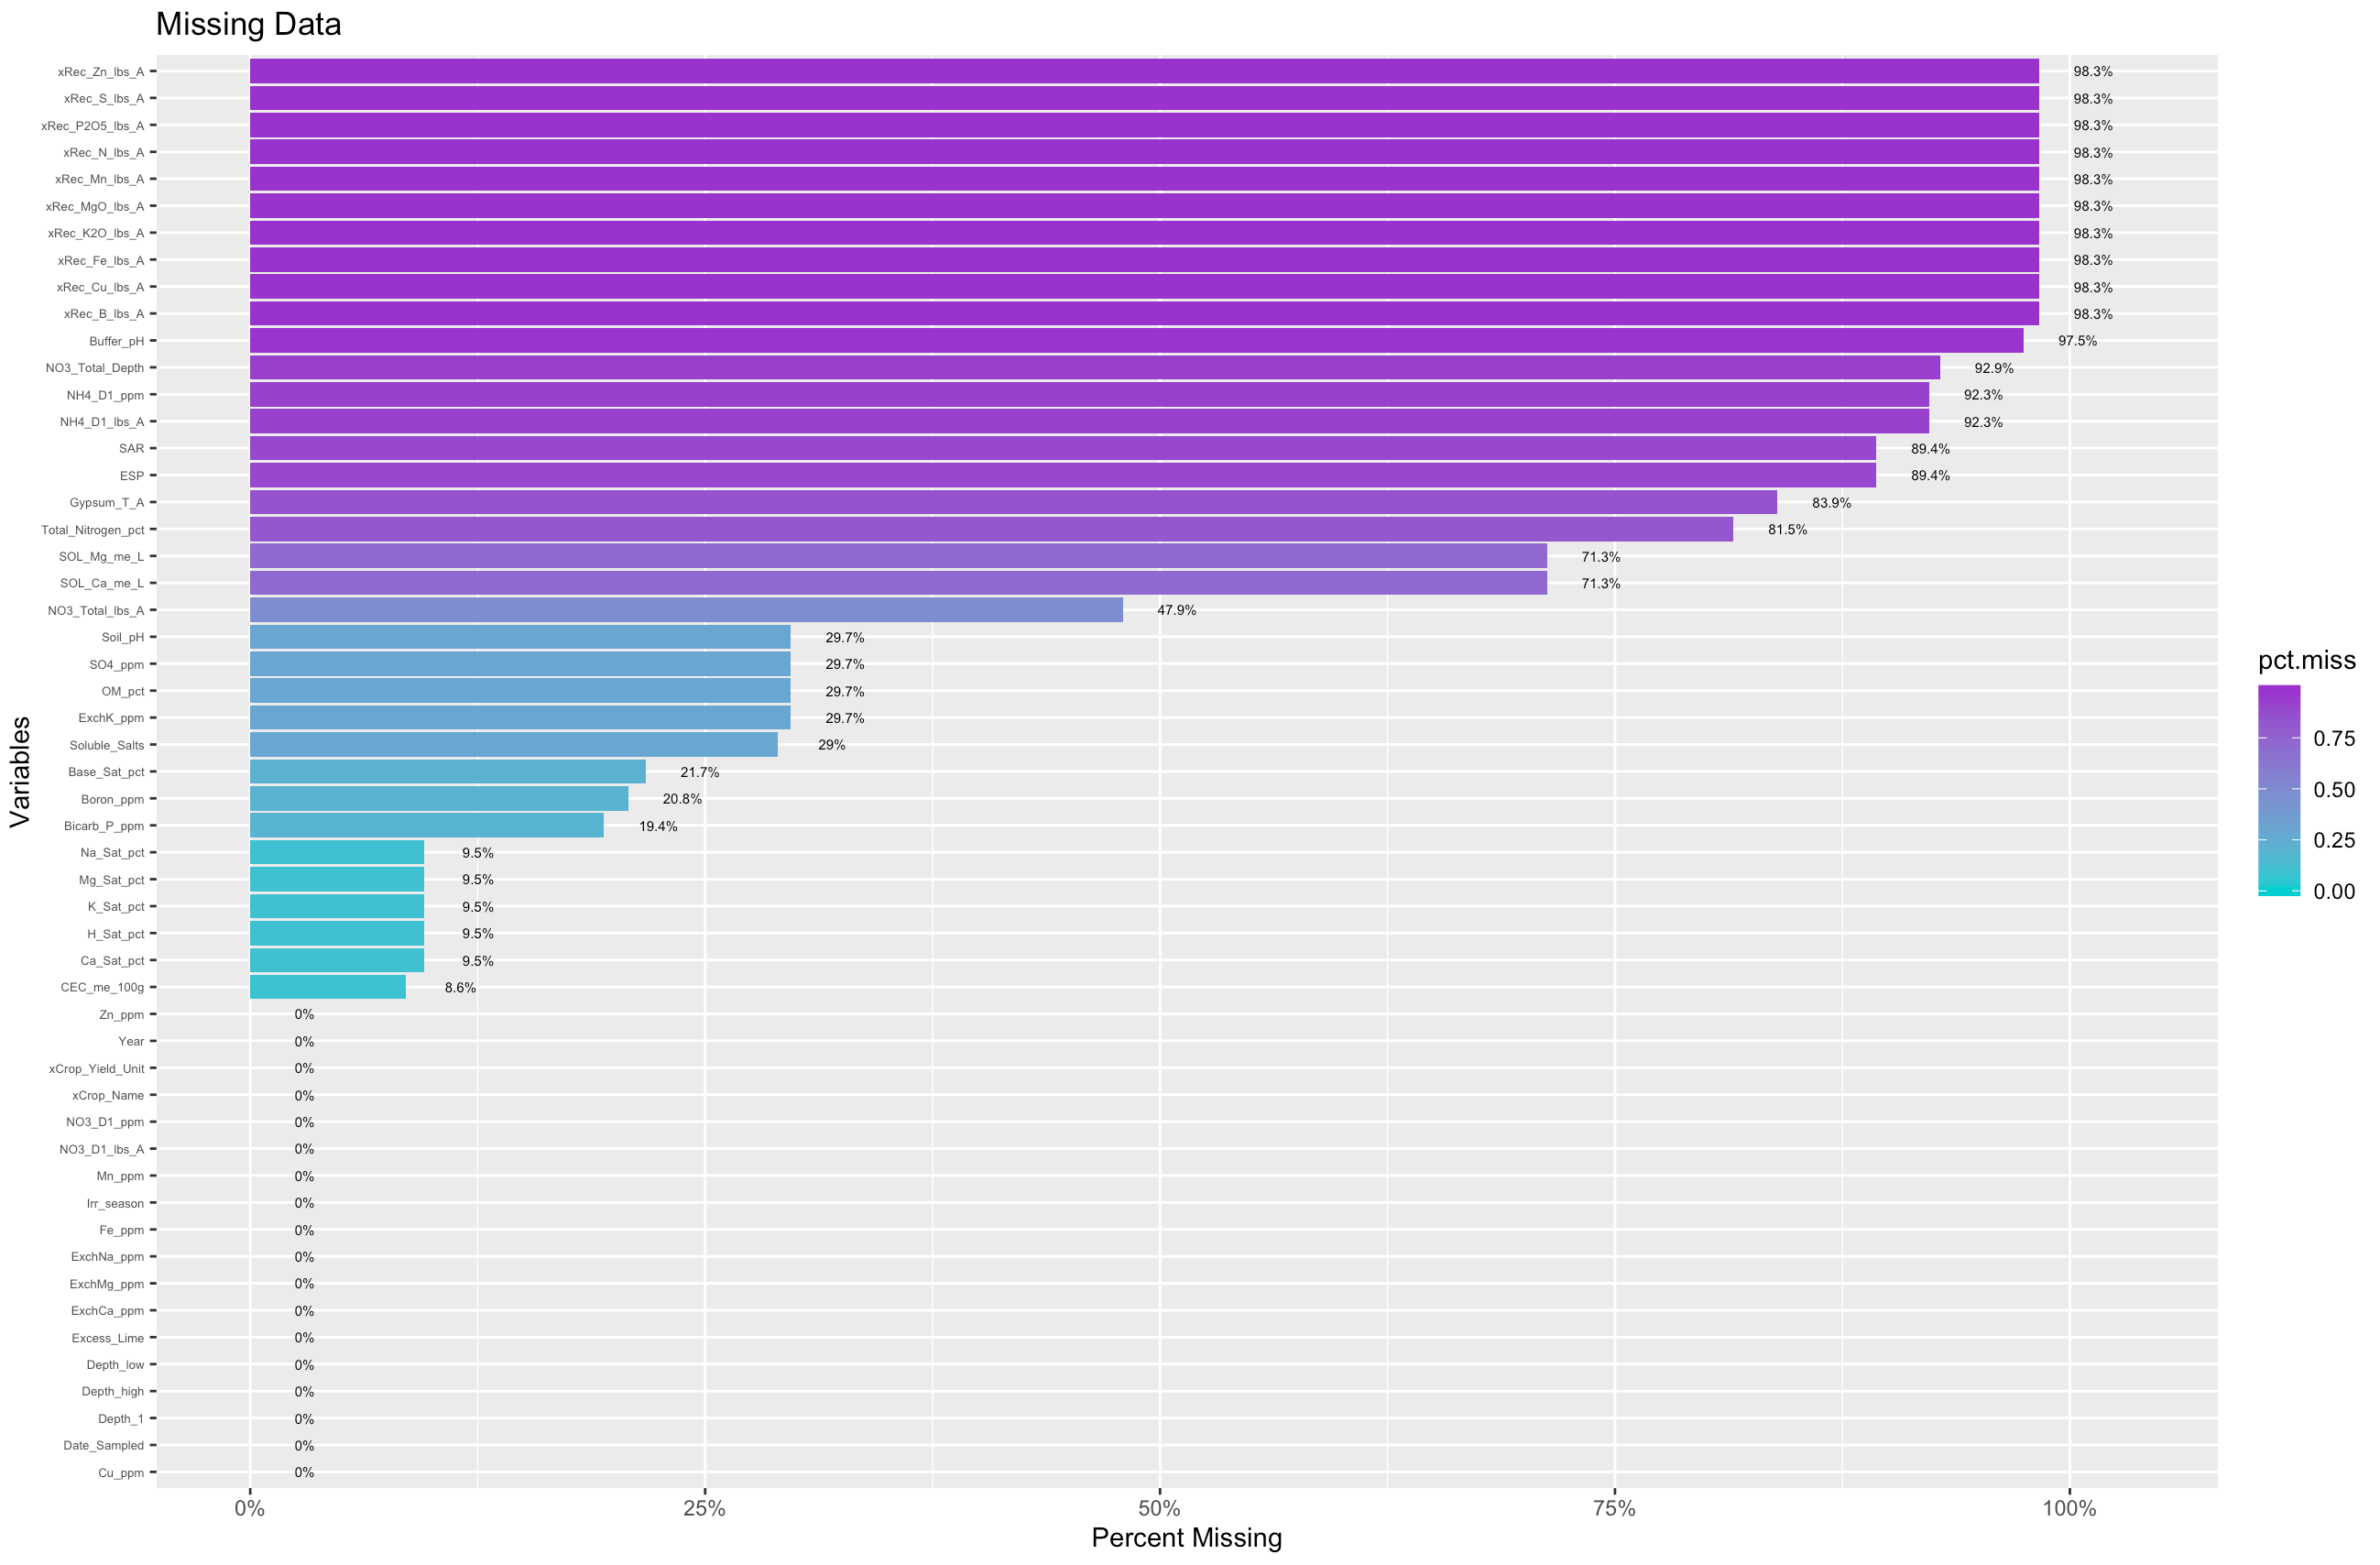 Missing Data
xRec_Zn_lbs_A 98.3%
xRec_S_lbs_A 98.3%
xRec_P2O5_lbs_A 98.3%
xRec_N_lbs_A 98.3%
xRec_Mn_lbs_A 98.3%
xRec_MgO_lbs_A 98.3%
xRec_K2O_lbs_A 98.3%
xRec_Fe_lbs_A 98.3%
xRec_Cu_lbs_A 98.3%
xRec_B_lbs_A 98.3%
Buffer_pH 97.5%
NO3_Total_Depth 92.9%
NH4_D1_ppm 92.3%
NH4_D1_lbs_A 92.3%
SAR 89.4%
ESP 89.4%
Gypsum_T_A 83.9%
Total_Nitrogen_pct 81.5%
SOL_Mg_me_L 71.3%
SOL_Ca_me_L 71.3%
NO3_Total_lbs_A 47.9%
Soil_pH 29.7%
SO4_ppm 29.7%
OM_pct 29.7%
ExchK_ppm 29.7%
Soluble_Salts 29%
Base_Sat_pct 21.7%
Boron_ppm 20.8%
Bicarb_P_ppm 19.4%
Na_Sat_pct 9.5%
Mg_Sat_pct 9.5%
K_Sat_pct 9.5%
H_Sat_pct 9.5%
Ca_Sat_pct 9.5%
CEC_me_100g 8.6%
Zn_ppm 0%
Year 0%
xCrop_Yield_Unit 0%
xCrop_Name 0%
NO3_D1_ppm 0%
NO3_D1_lbs_A 0%
Mn_ppm 0%
Irr_season 0%
Fe_ppm 0%
ExchNa_ppm 0%
ExchMg_ppm 0%
ExchCa_ppm 0%
Excess_Lime 0%
Depth_low 0%
Depth_high 0%
Depth_1 0%
Date_Sampled 0%
Cu_ppm 0%
0% 25% 50% 75% 100%
Percent Missing
Variables
pct.miss
0.75
0.50
0.25
0.00